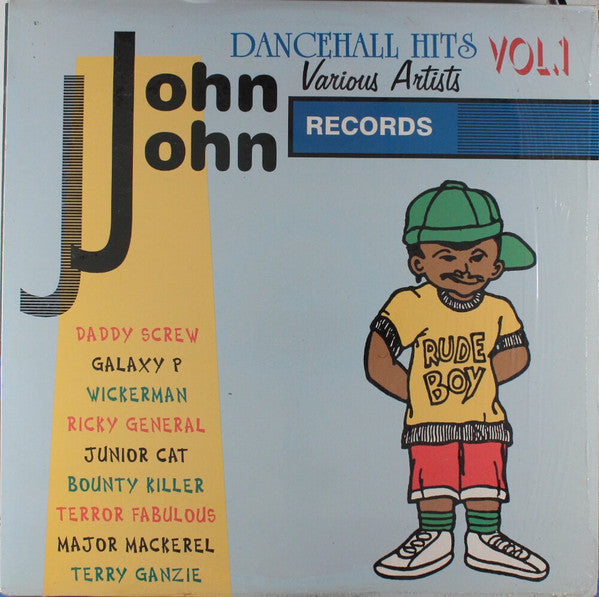 DANCEHALL HITS VOL.1
Various Artists
John
John
RECORDS
DADDY SCREW
GALAXY P
WICKERMAN
RICKY GENERAL
JUNIOR CAT
BOUNTY KILLER
TERROR FABULOUS
MAJOR MACKEREL
TERRY GANZIE
RUDE
BOY